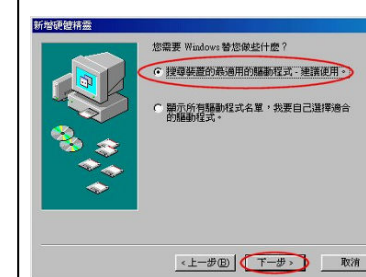 新增硬體精靈
您需要 Windows 替您做些什麼？
搜尋裝置的最適用的驅動程式 - 建議使用。
顯示所有驅動程式名單，我要自己選擇適合
的驅動程式。
<上一步(B)
下一步 >
取消